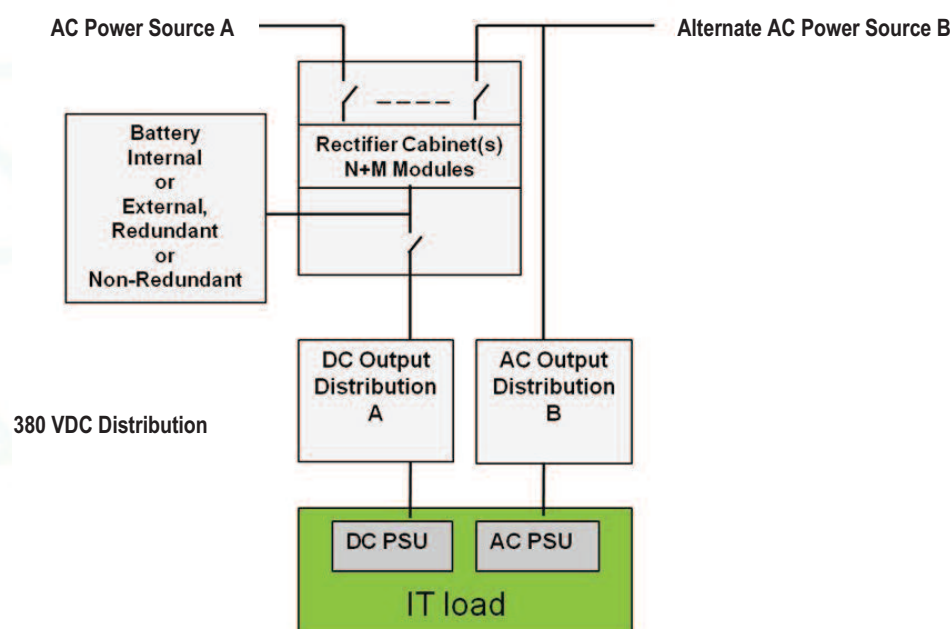 AC Power Source A
Alternate AC Power Source B
Battery
Internal
or
External,
Redundant
or
Non-Redundant
Rectifier Cabinet(s)
N+M Modules
DC Output
Distribution
A
AC Output
Distribution
B
380 VDC Distribution
DC PSU
AC PSU
IT load